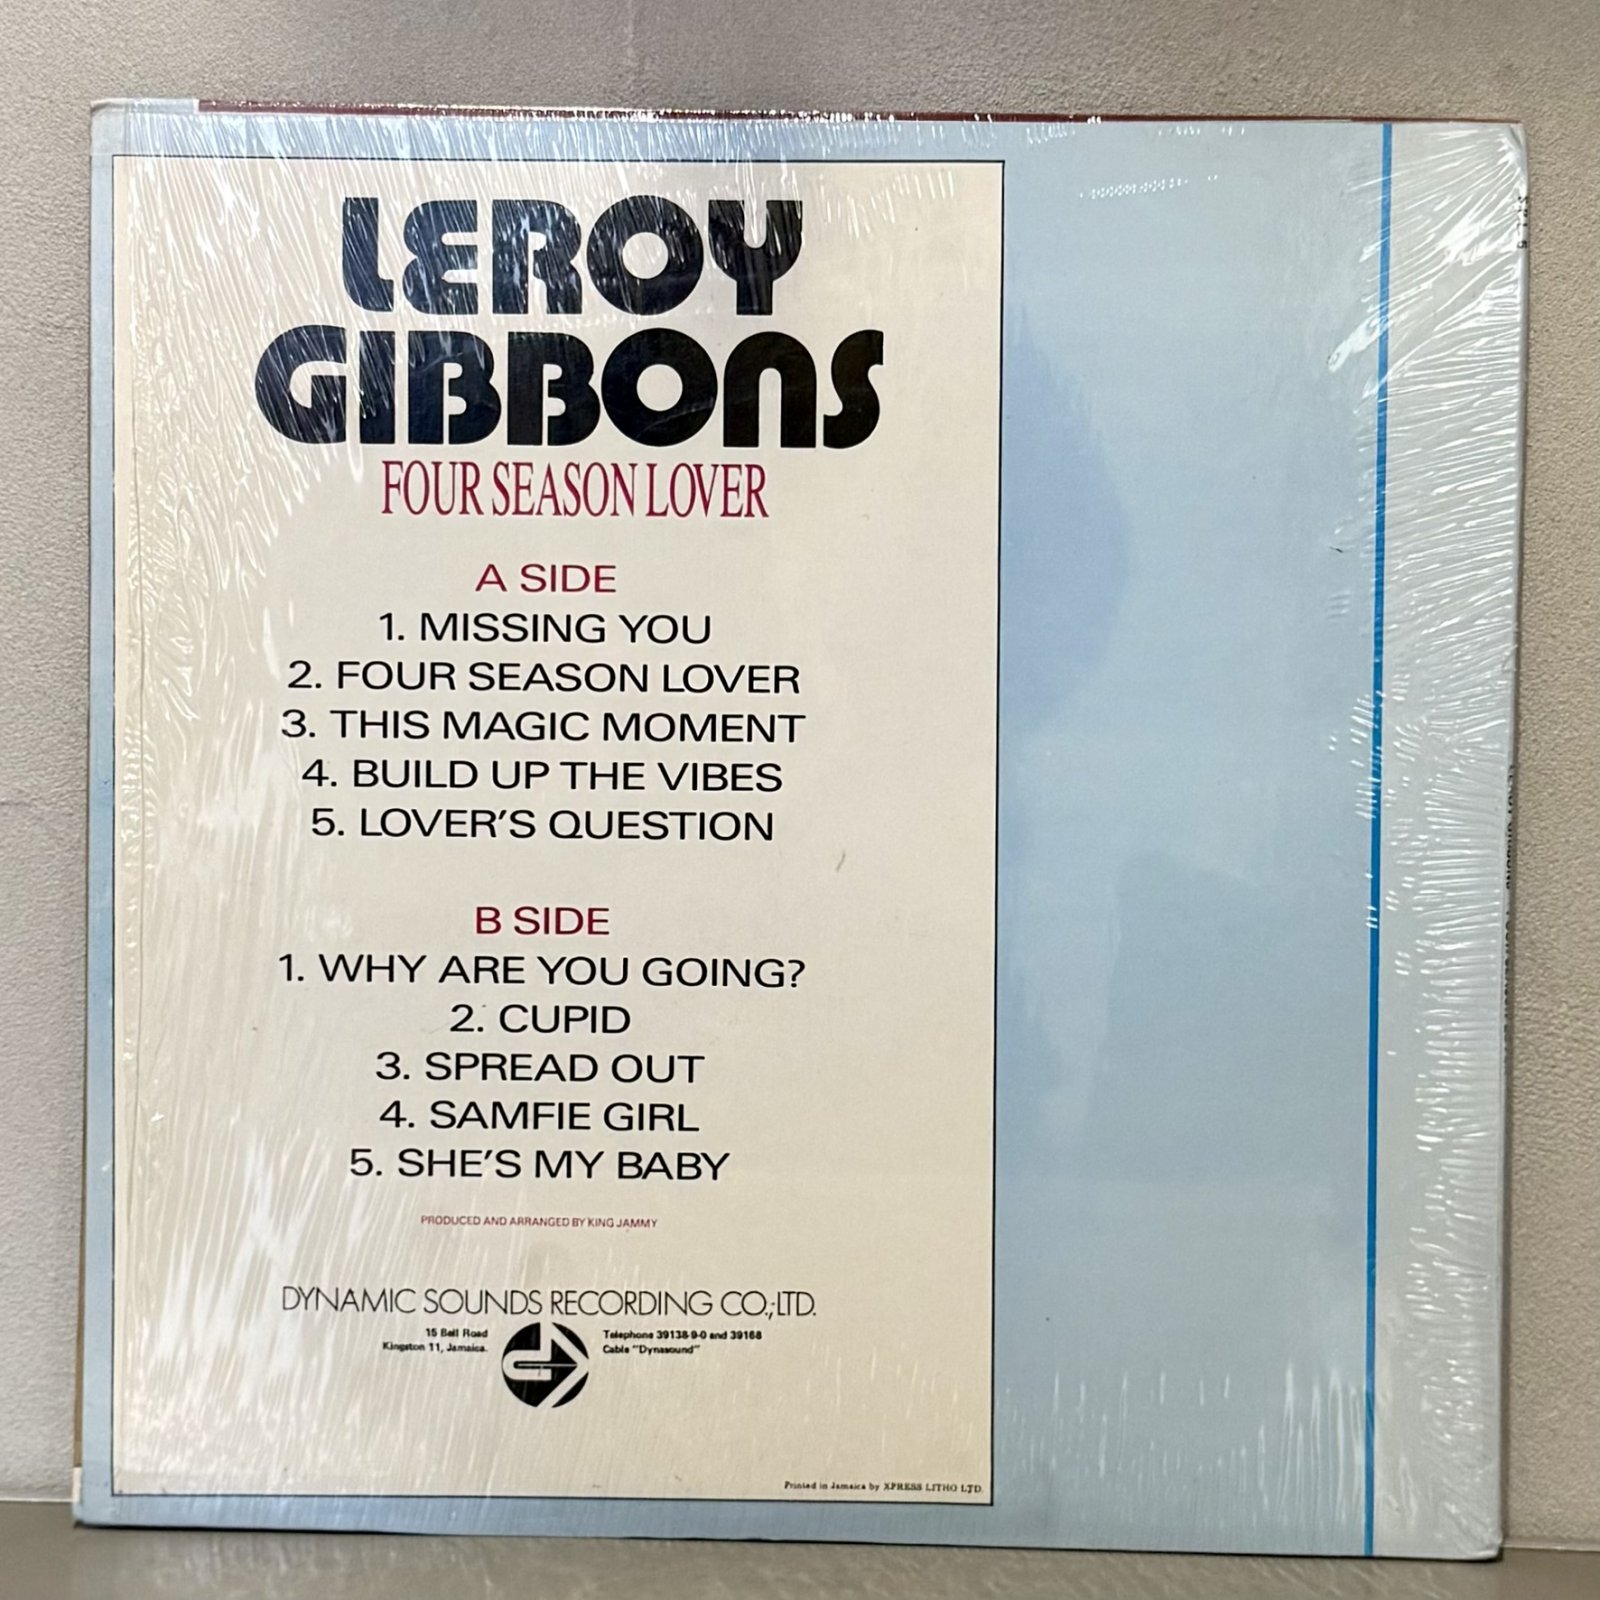 LEROY
GIBBONS
FOUR SEASON LOVER
A SIDE
1. MISSING YOU
2. FOUR SEASON LOVER
3. THIS MAGIC MOMENT
4. BUILD UP THE VIBES
5. LOVER'S QUESTION
B SIDE
1. WHY ARE YOU GOING?
2. CUPID
3. SPREAD OUT
4. SAMFIE GIRL
5. SHE'S MY BABY
PRODUCED AND ARRANGED BY KING JAMMY
DYNAMIC SOUNDS RECORDING CO.,LTD.
15 Bell Road
Kingston 11, Jamaica.
Telephone 39138-9-0 and 39168
Cable "Dynasound"
Printed in Jamaica by XPRESS LITHO LTD.